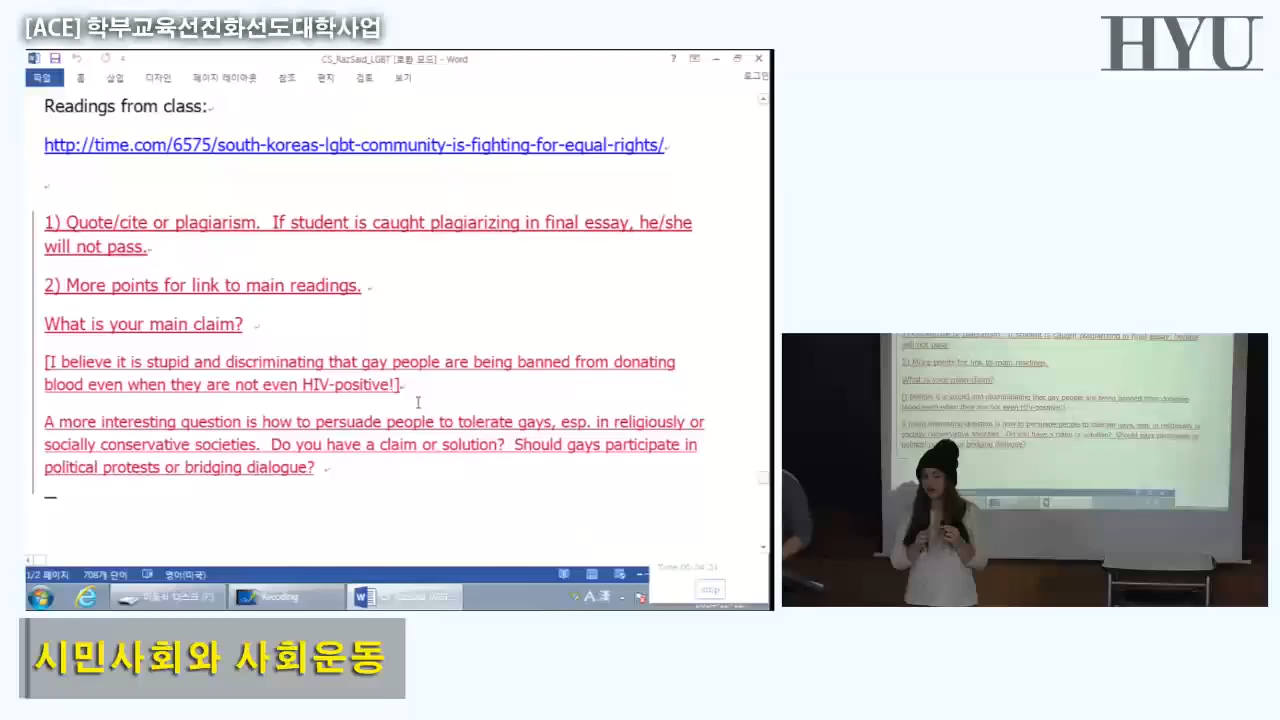 [ACE] 학부교육선진화선도대학사업
HYU
CS_RazSaid_LGBT [호환 모드] - Word
파일 홈 삽입 디자인 페이지 레이아웃 참조 편지 검토 보기
로그인
Readings from class:
http://time.com/6575/south-koreas-lgbt-community-is-fighting-for-equal-rights/
1) Quote/cite or plagiarism.  If student is caught plagiarizing in final essay, he/she
will not pass.
2) More points for link to main readings.
What is your main claim?
[I believe it is stupid and discriminating that gay people are being banned from donating
blood even when they are not even HIV-positive!]
A more interesting question is how to persuade people to tolerate gays, esp. in religiously or
socially conservative societies.  Do you have a claim or solution?  Should gays participate in
political protests or bridging dialogue?
1/2 페이지 708개 단어 영어(미국)
stop
시민사회와 사회운동